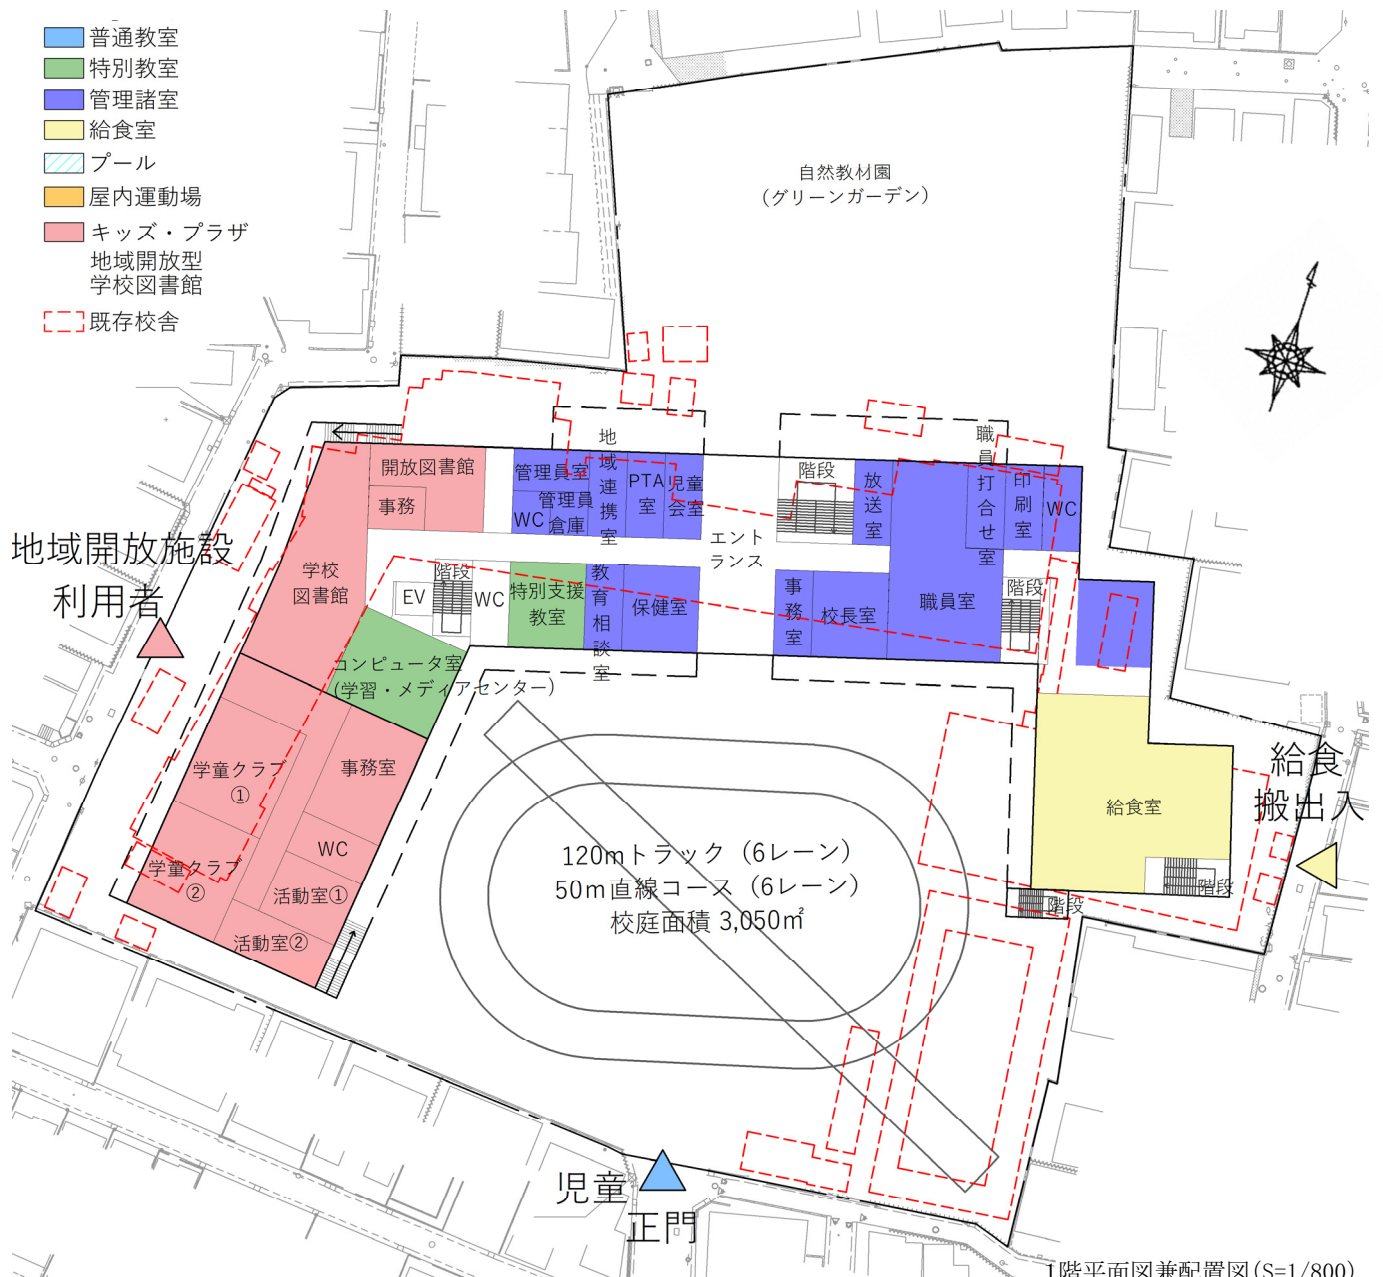 普通教室
特別教室
管理諸室
給食室
プール
屋内運動場
キッズ・プラザ
地域開放型
学校図書館
既存校舎
自然教材園
(グリーンガーデン)
開放図書館
事務
管理員室
WC
管理員
倉庫
地域連携室
PTA
室
児童
会室
エント
ランス
階段
放送室
職員打合せ室
印刷室
WC
学校
図書館
EV
階段
WC
特別支援
教室
教育相談室
保健室
事務室
校長室
職員室
階段
コンピュータ室
(学習・メディアセンター)
地域開放施設
利用者
学童クラブ
①
事務室
WC
学童クラブ
②
活動室①
活動室②
120mトラック（6レーン）
50m直線コース（6レーン）
校庭面積 3,050㎡
給食室
階段
階段
給食
搬出入
児童
正門
1階平面図兼配置図(S=1/800)